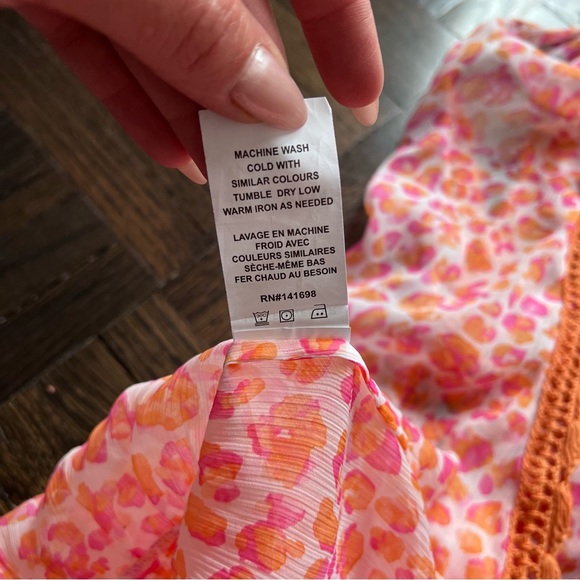 MACHINE WASH
COLD WITH
SIMILAR COLOURS
TUMBLE DRY LOW
WARM IRON AS NEEDED
LAVAGE EN MACHINE
FROID AVEC
COULEURS SIMILAIRES
SÈCHE-MÊME BAS
FER CHAUD AU BESOIN
RN#141698